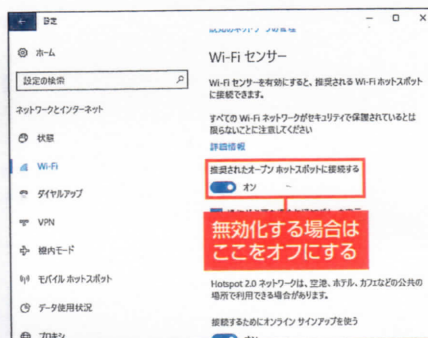 設定
ホーム
設定の検索
ネットワークとインターネット
状態
Wi-Fi
ダイヤルアップ
VPN
機内モード
モバイル ホットスポット
データ使用状況
プロキシ
Wi-Fi センサー
Wi-Fi センサーを有効にすると、推奨される Wi-Fi ホットスポット
に接続できます。
すべての Wi-Fi ネットワークがセキュリティで保護されているとは
限らないことに注意してください
詳細情報
推奨されたオープン ホットスポットに接続する
オン
無効化する場合は
ここをオフにする
Hotspot 2.0 ネットワークは、空港、ホテル、カフェなどの公共の
場所で利用できる場合があります。
接続するためにオンライン サインアップを使う
オン